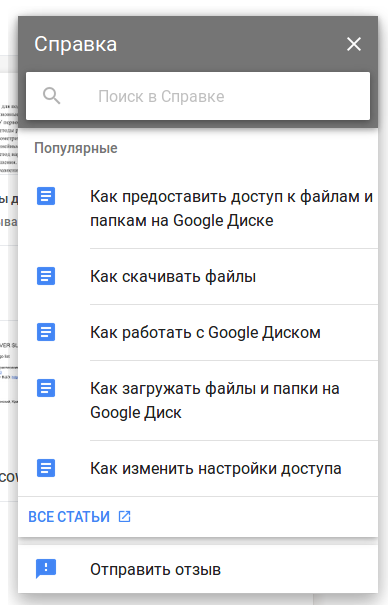 Справка
Поиск в Справке
Популярные
Как предоставить доступ к файлам и
папкам на Google Диске
Как скачивать файлы
Как работать с Google Диском
Как загружать файлы и папки на
Google Диск
Как изменить настройки доступа
ВСЕ СТАТЬИ
Отправить отзыв